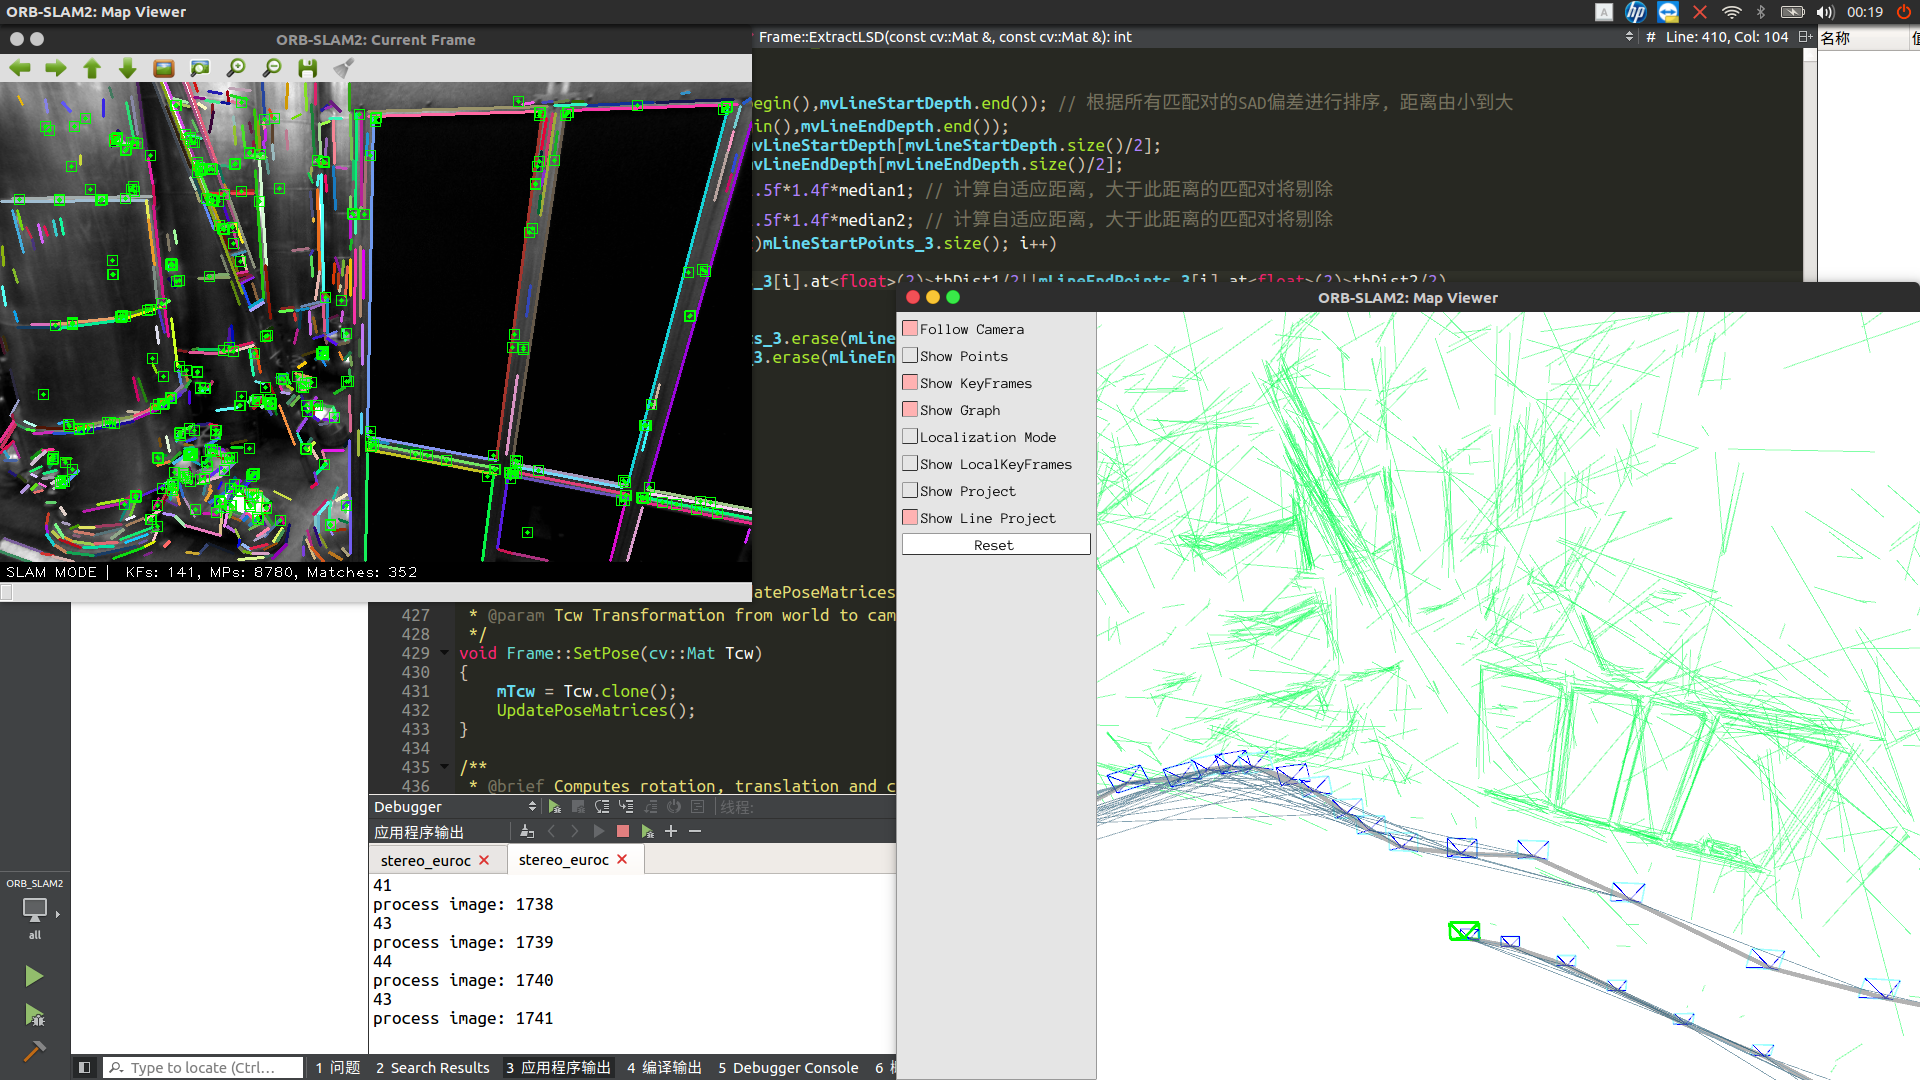 ORB-SLAM2: Map Viewer
00:19
ORB-SLAM2: Current Frame
Frame::ExtractLSD(const cv::Mat &, const cv::Mat &): int
# Line: 410, Col: 104
名称
值
egin(),mvLineStartDepth.end()); // 根据所有匹配对的SAD偏差进行排序, 距离由小到大
in(),mvLineEndDepth.end());
vLineStartDepth[mvLineStartDepth.size()/2];
vLineEndDepth[mvLineEndDepth.size()/2];
.5f*1.4f*median1; // 计算自适应距离, 大于此距离的匹配对将剔除
.5f*1.4f*median2; // 计算自适应距离, 大于此距离的匹配对将剔除
)mLineStartPoints_3.size(); i++)
_3[i].at<float>(2)>thDist1/2||mLineEndPoints_3[i].at<float>(2)>thDist2/2)
s_3.erase(mLine
3.erase(mLineEn
SLAM MODE | KFs: 141, MPs: 8780, Matches: 352
atePoseMatrices
427 * @param Tcw Transformation from world to cam
428 */
429 void Frame::SetPose(cv::Mat Tcw)
430 {
431 mTcw = Tcw.clone();
432 UpdatePoseMatrices();
433 }
434
435 /**
436 * @brief Computes rotation, translation and c
Debugger
线程:
应用程序输出
stereo_euroc
stereo_euroc
41
process image: 1738
43
process image: 1739
44
process image: 1740
43
process image: 1741
ORB_SLAM2
all
Type to locate (Ctrl...
1 问题
2 Search Results
3 应用程序输出
4 编译输出
5 Debugger Console
6
ORB-SLAM2: Map Viewer
Follow Camera
Show Points
Show KeyFrames
Show Graph
Localization Mode
Show LocalKeyFrames
Show Project
Show Line Project
Reset